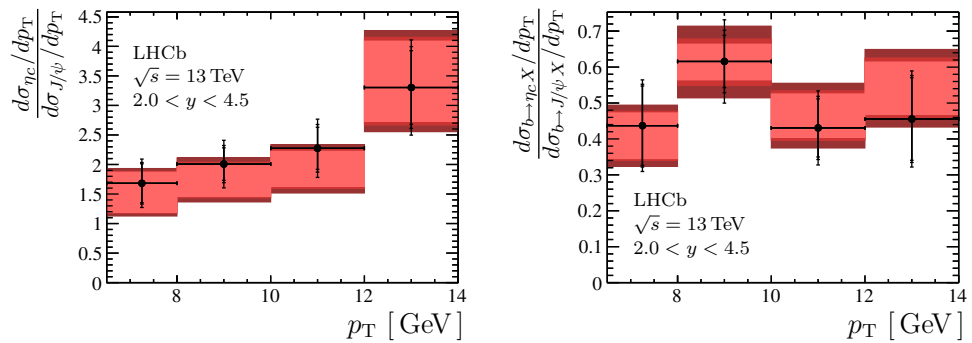 dσ_{η_c}/dp_T
dσ_{J/ψ}/dp_T
4.5
4
3.5
3
2.5
2
1.5
1
0.5
0
LHCb
√s = 13 TeV
2.0 < y < 4.5
8 10 12 14
p_T [GeV]
dσ_{b→η_c X}/dp_T
dσ_{b→J/ψ X}/dp_T
0.7
0.6
0.5
0.4
0.3
0.2
0.1
0
LHCb
√s = 13 TeV
2.0 < y < 4.5
8 10 12 14
p_T [GeV]